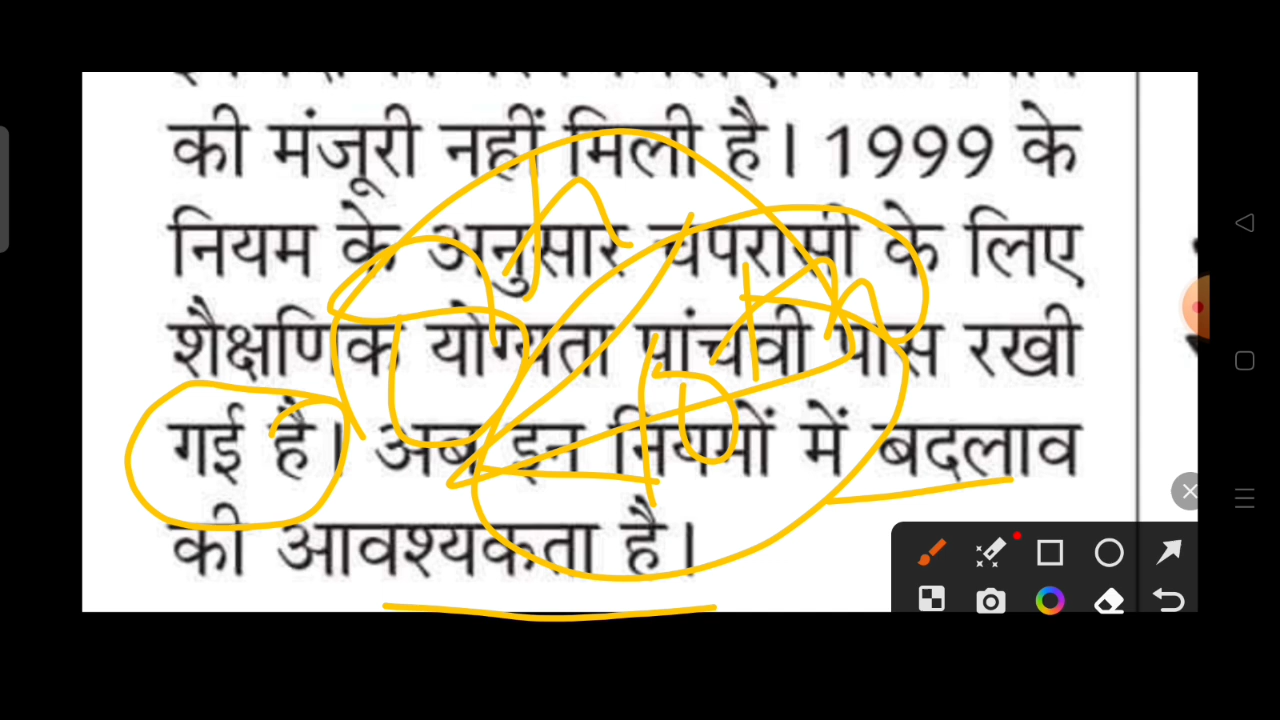 की मंजूरी नहीं मिली है। 1999 के
नियम के अनुसार चपरासी के लिए
शैक्षणिक योग्यता पांचवी पास रखी
गई है। अब इन नियमों में बदलाव
की आवश्यकता है।